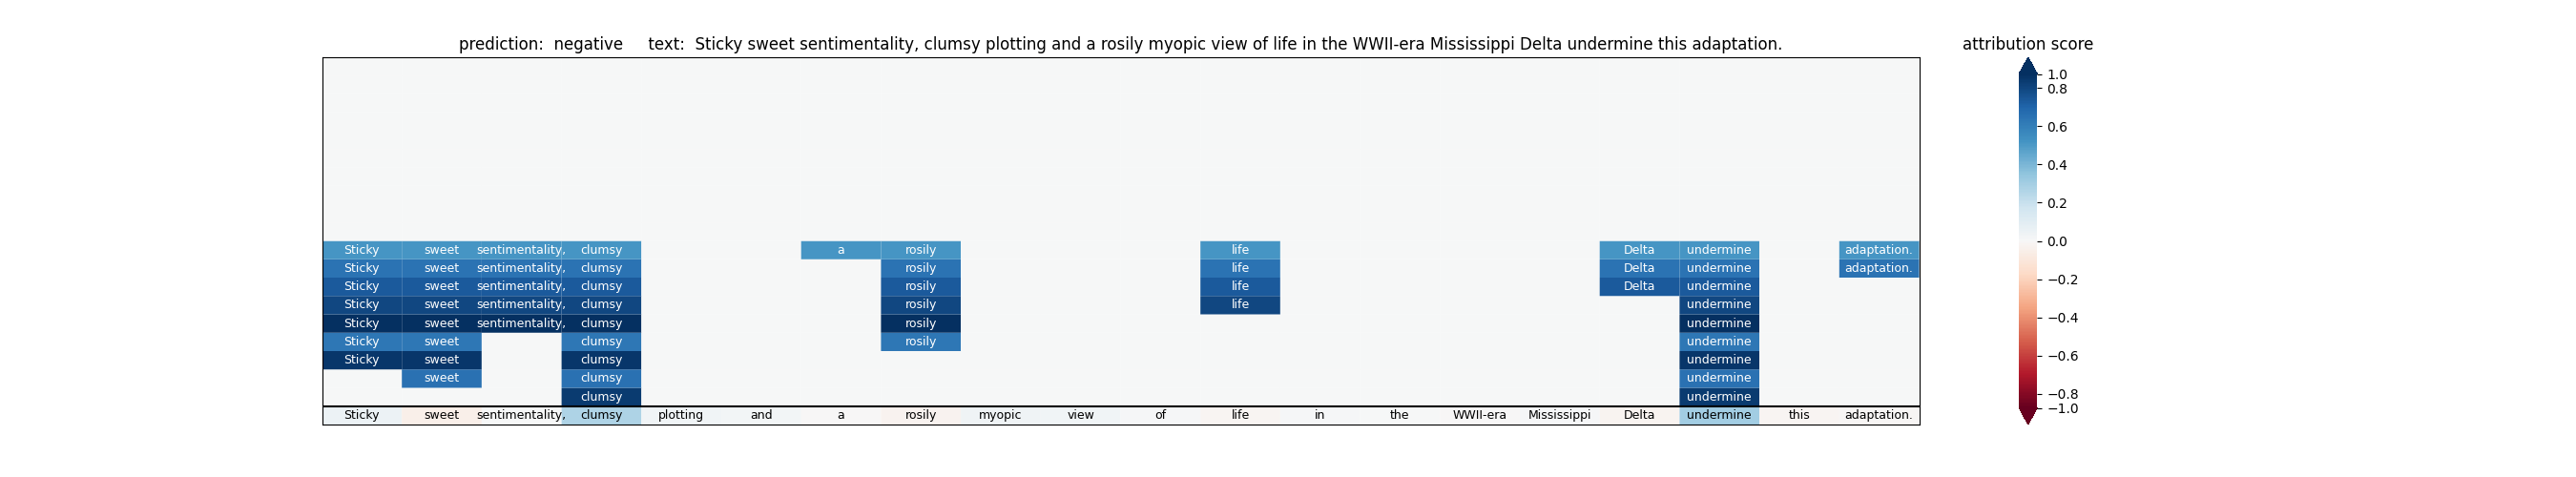 prediction: negative text: Sticky sweet sentimentality, clumsy plotting and a rosily myopic view of life in the WWII-era Mississippi Delta undermine this adaptation.
attribution score
1.0
0.8
0.6
0.4
0.2
0.0
−0.2
−0.4
−0.6
−0.8
−1.0
Sticky sweet sentimentality, clumsy a rosily life Delta undermine adaptation.
Sticky sweet sentimentality, clumsy rosily life Delta undermine adaptation.
Sticky sweet sentimentality, clumsy rosily life Delta undermine
Sticky sweet sentimentality, clumsy rosily life undermine
Sticky sweet sentimentality, clumsy rosily undermine
Sticky sweet clumsy rosily undermine
Sticky sweet clumsy undermine
sweet clumsy undermine
clumsy undermine
Sticky sweet sentimentality, clumsy plotting and a rosily myopic view of life in the WWII-era Mississippi Delta undermine this adaptation.